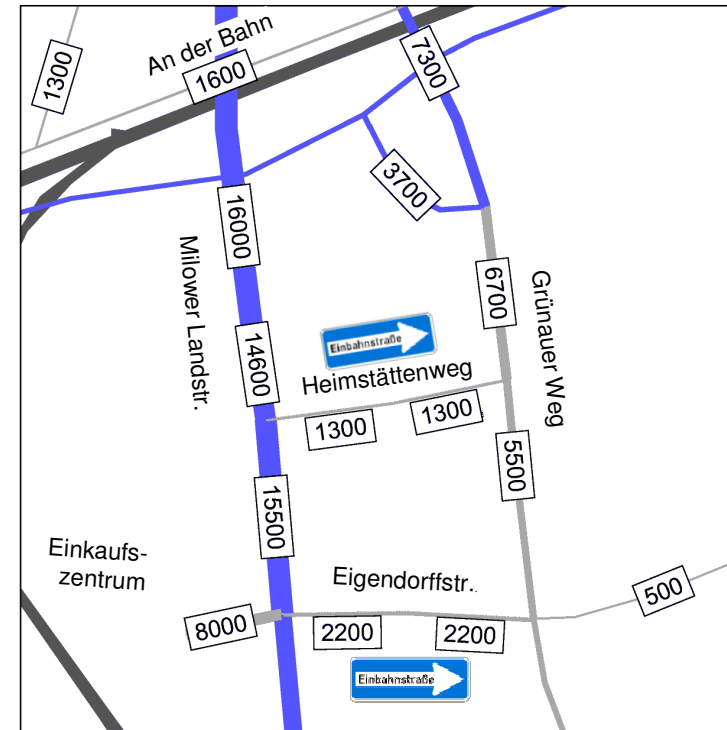 An der Bahn
1300
1600
7300
3700
16000
Milower Landstr.
6700
Grünauer Weg
Einbahnstraße
14600
Heimstättenweg
1300
1300
5500
15500
Einkaufs-
zentrum
Eigendorffstr..
500
8000
2200
2200
Einbahnstraße